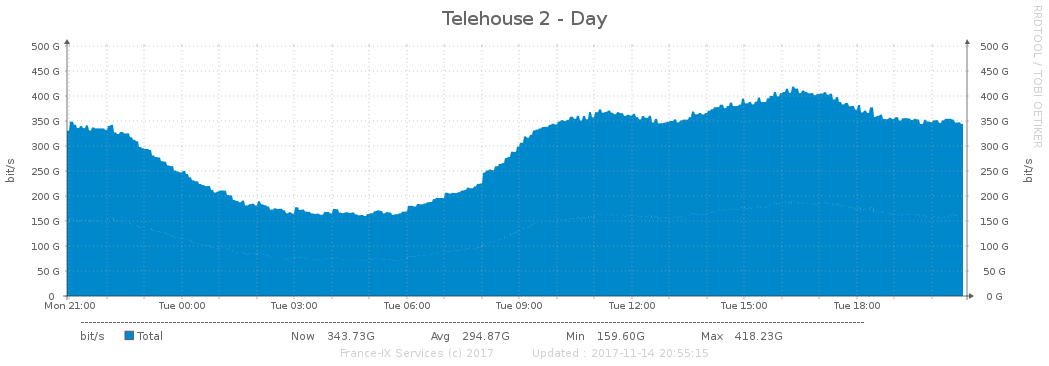 Telehouse 2 - Day
RRDTOOL / TOBI OETIKER
500 G 500 G
450 G 450 G
400 G 400 G
350 G 350 G
300 G 300 G
250 G 250 G
200 G 200 G
150 G 150 G
100 G 100 G
50 G 50 G
0 0 G
bit/s bit/s
Mon 21:00 Tue 00:00 Tue 03:00 Tue 06:00 Tue 09:00 Tue 12:00 Tue 15:00 Tue 18:00
bit/s Total Now 343.73G Avg 294.87G Min 159.60G Max 418.23G
France-IX Services (c) 2017 Updated : 2017-11-14 20:55:15